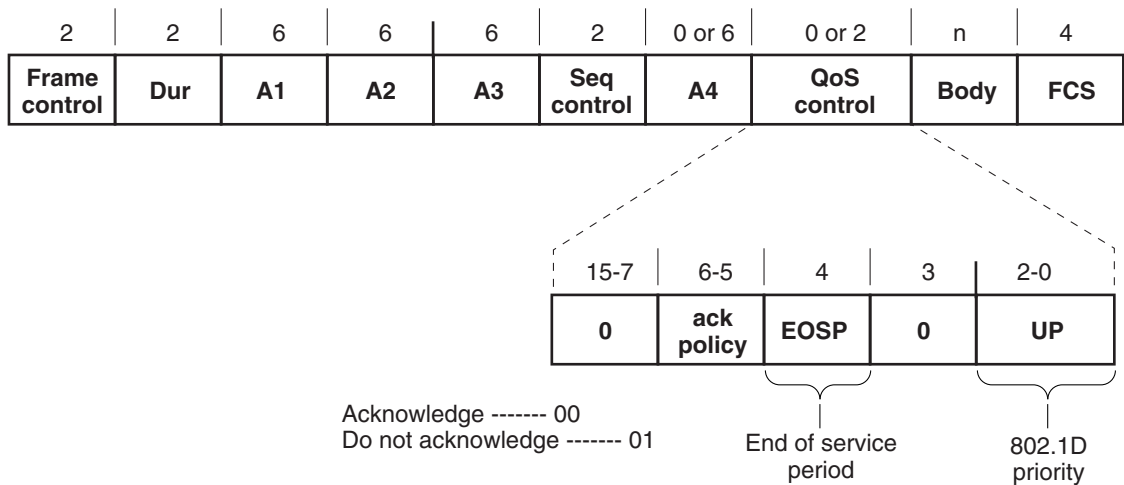 2 2 6 6 6 2 0 or 6 0 or 2 n 4
Frame control Dur A1 A2 A3 Seq control A4 QoS control Body FCS
15-7 6-5 4 3 2-0
0 ack policy EOSP 0 UP
Acknowledge ------- 00
Do not acknowledge ------- 01
End of service
period
802.1D
priority